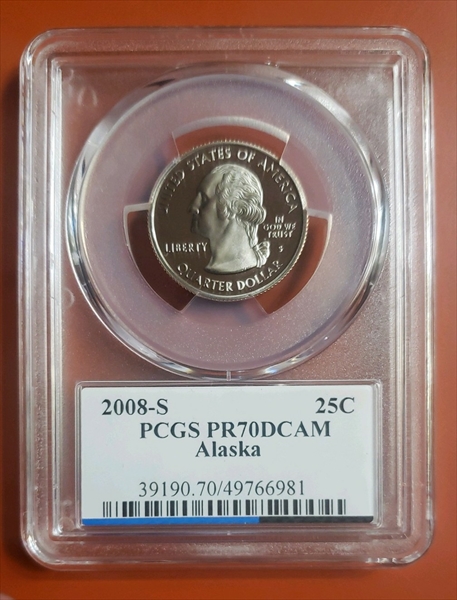 UNITED STATES OF AMERICA
LIBERTY
IN
GOD WE
TRUST
S
QUARTER DOLLAR
2008-S 25C
PCGS PR70DCAM
Alaska
39190.70/49766981